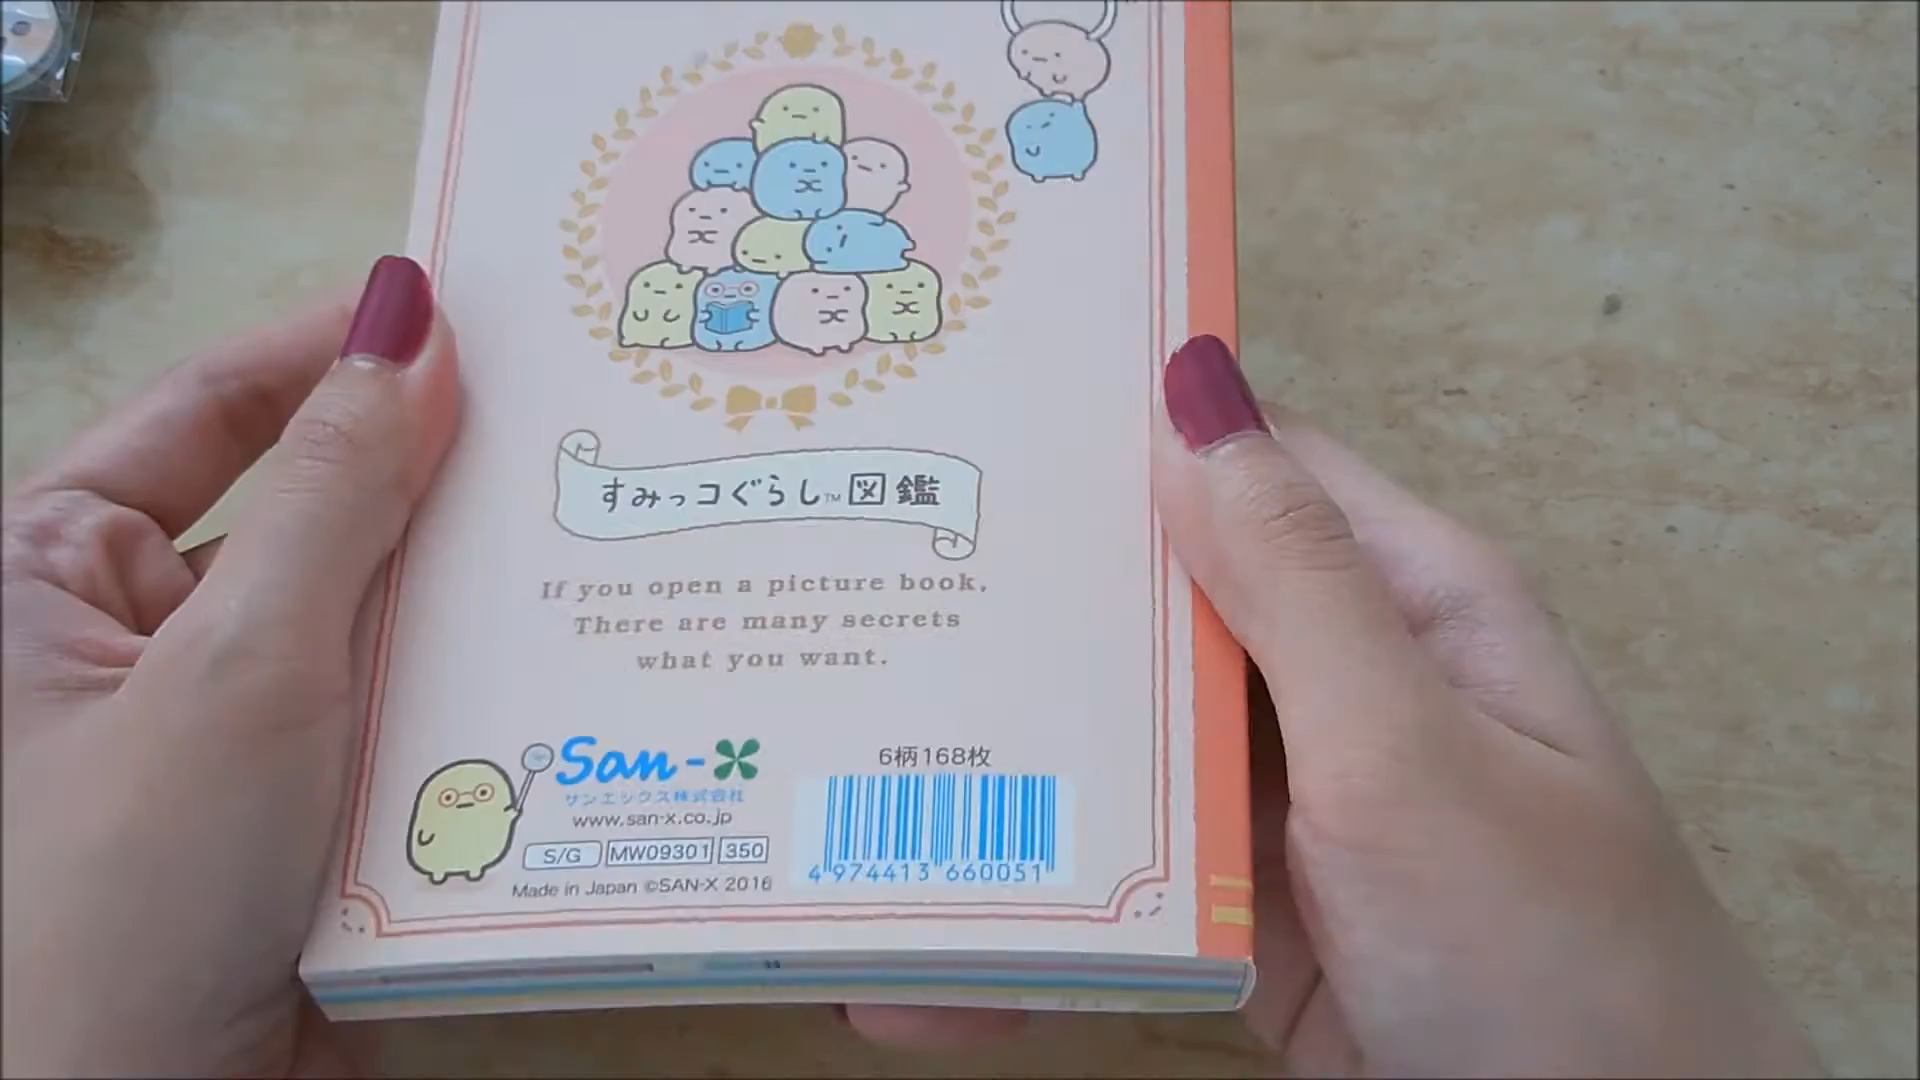 すみっコぐらし™図鑑
If you open a picture book,
There are many secrets
what you want.
San-X
サンエックス株式会社
www.san-x.co.jp
S/G MW09301 350
Made in Japan ©SAN-X 2016
6柄168枚
4 974413 660051